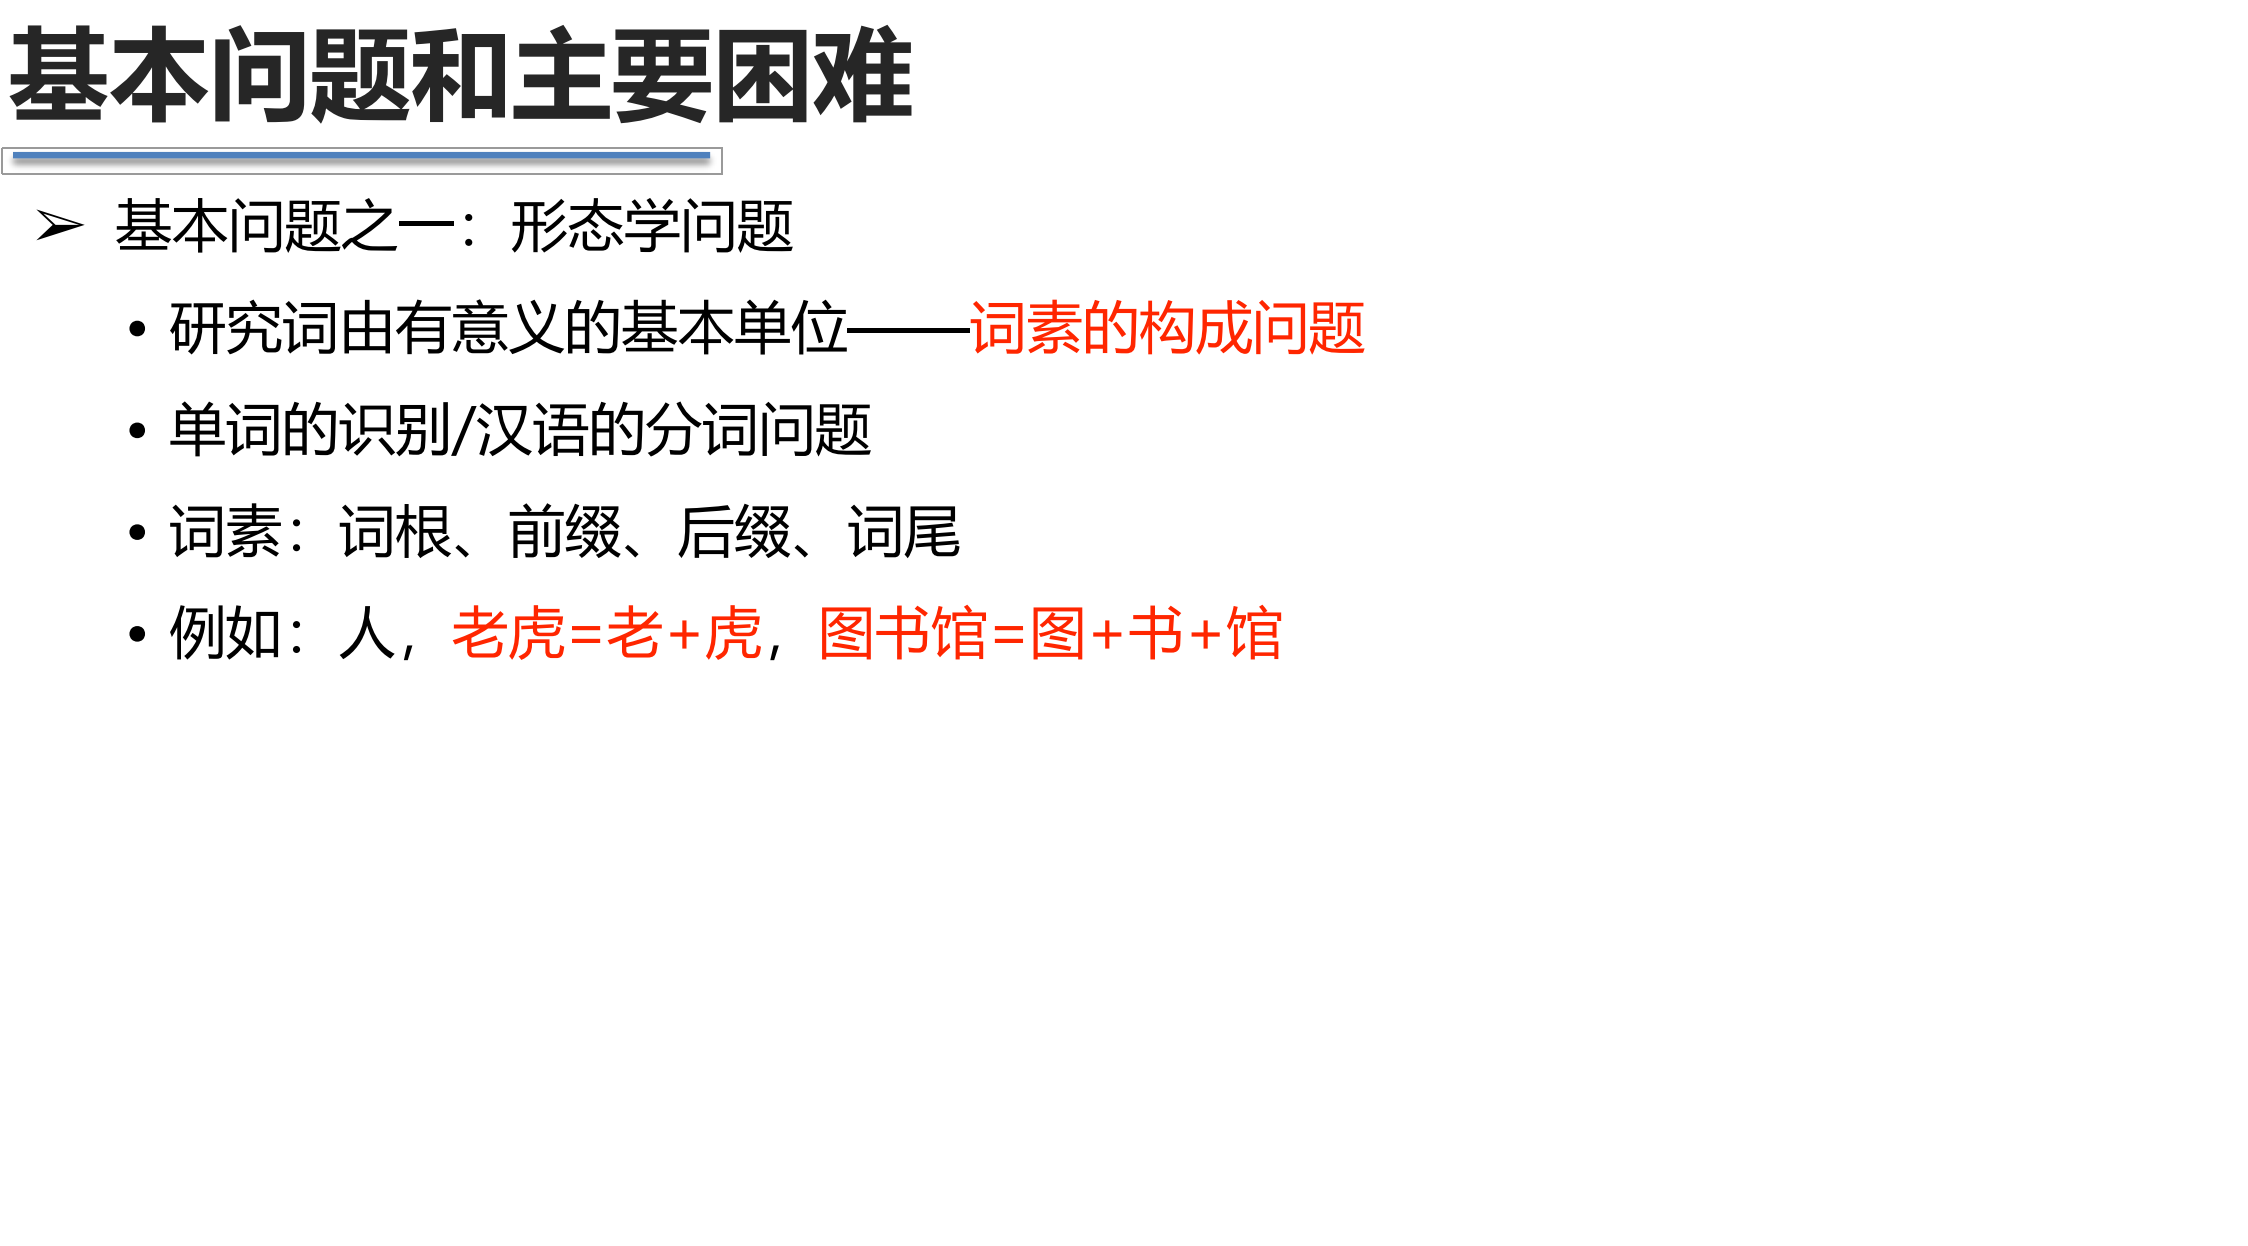 基本问题和主要困难
➢ 基本问题之一：形态学问题
• 研究词由有意义的基本单位——词素的构成问题
• 单词的识别/汉语的分词问题
• 词素：词根、前缀、后缀、词尾
• 例如：人，老虎=老+虎，图书馆=图+书+馆